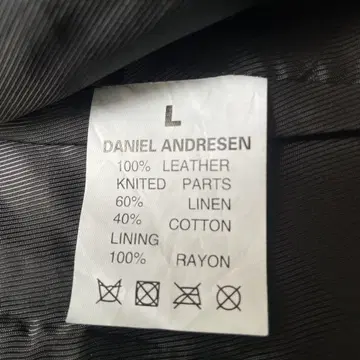 L
DANIEL ANDRESEN
100% LEATHER
KNITED PARTS
60% LINEN
40% COTTON
LINING
100% RAYON